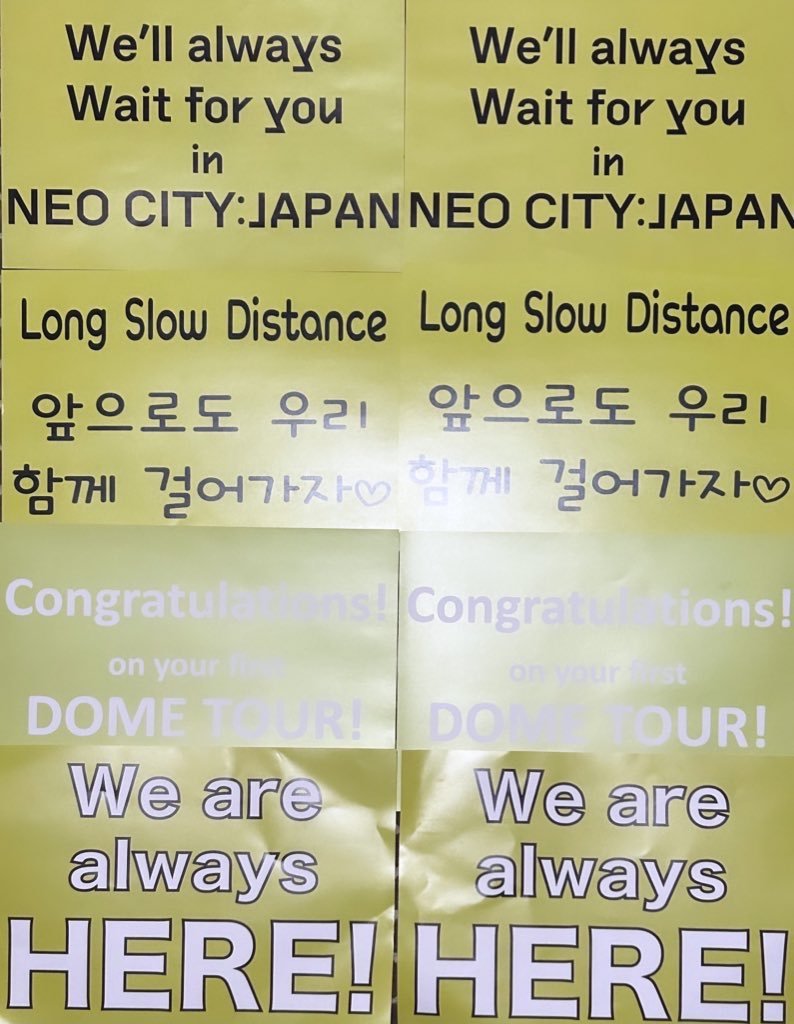 We'll always
Wait for you
in
NEO CITY:JAPAN
We'll always
Wait for you
in
NEO CITY:JAPAN
Long Slow Distance
앞으로도 우리
함께 걸어가자♡
Long Slow Distance
앞으로도 우리
함께 걸어가자♡
Congratulations!
on your first
DOME TOUR!
Congratulations!
on your first
DOME TOUR!
We are
always
HERE!
We are
always
HERE!